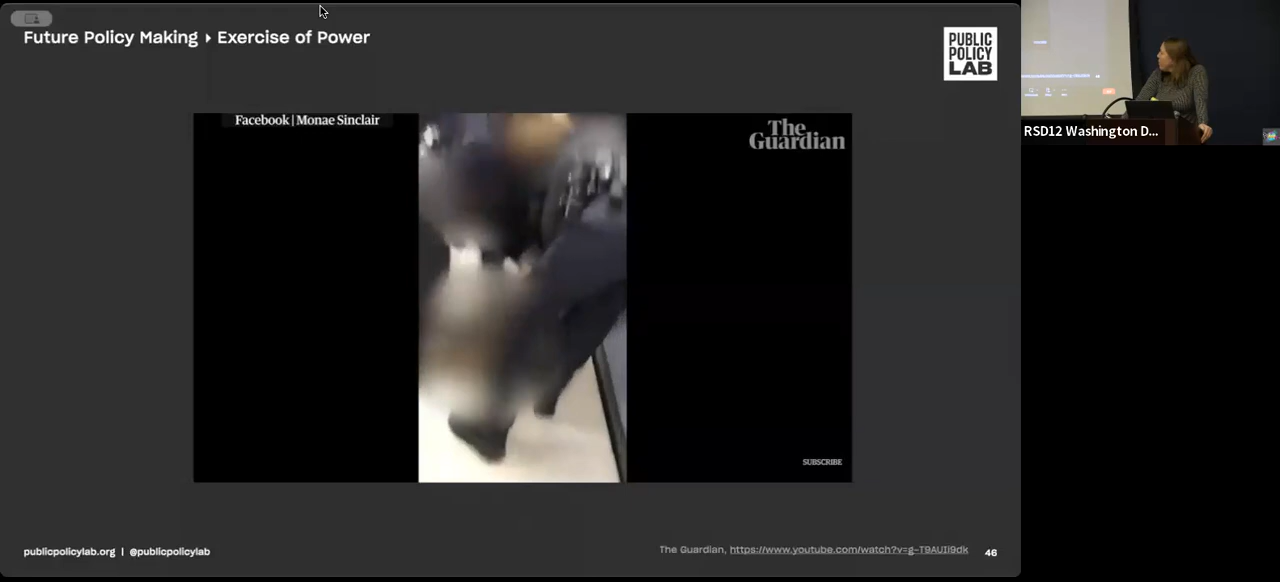 Future Policy Making ▸ Exercise of Power
PUBLIC
POLICY
LAB
Facebook | Monae Sinclair
The
Guardian
SUBSCRIBE
publicpolicylab.org | @publicpolicylab
The Guardian, https://www.youtube.com/watch?v=g-T9AUIi9dk
46
RSD12 Washington D...